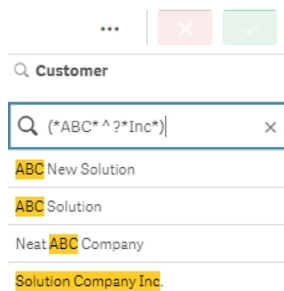 ...
Customer
(*ABC* ^ ?*Inc*)
ABC New Solution
ABC Solution
Neat ABC Company
Solution Company Inc.